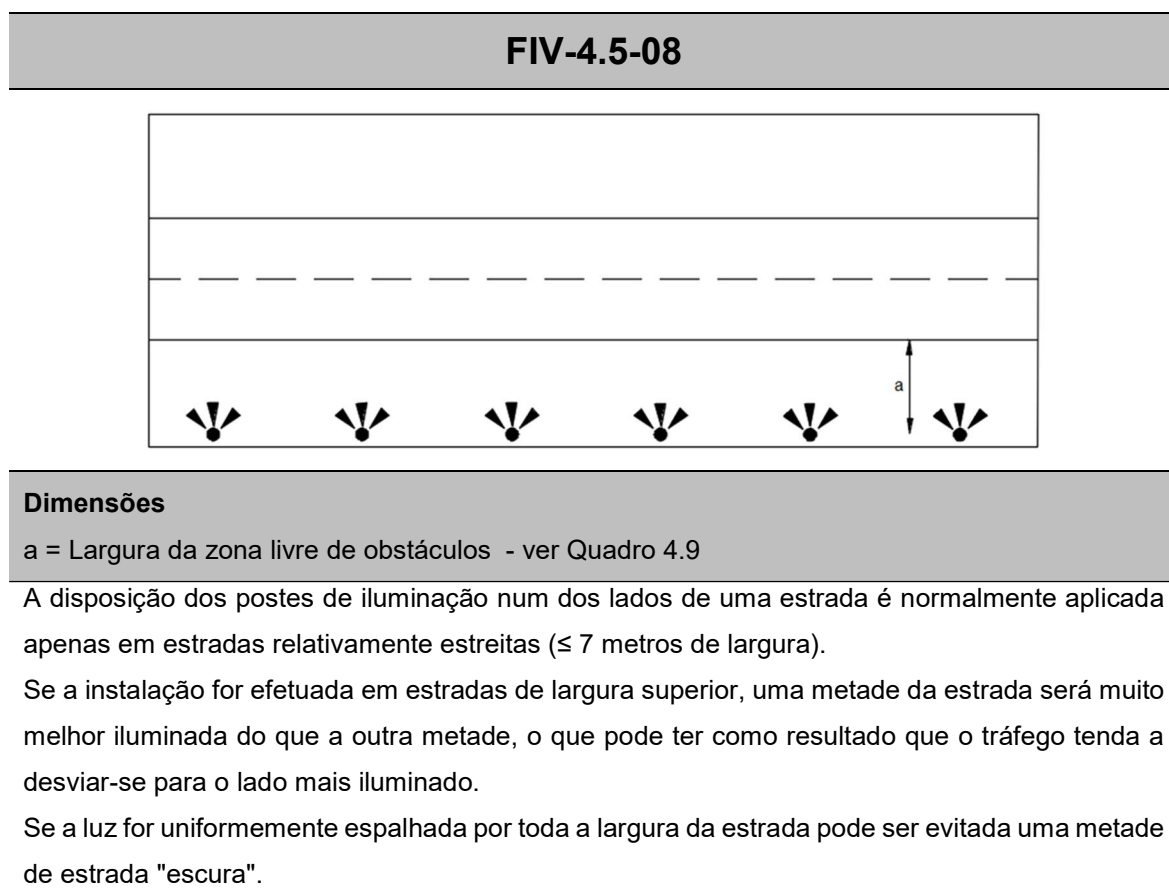 FIV-4.5-08
a
Dimensões
a = Largura da zona livre de obstáculos - ver Quadro 4.9
A disposição dos postes de iluminação num dos lados de uma estrada é normalmente aplicada
apenas em estradas relativamente estreitas (≤ 7 metros de largura).
Se a instalação for efetuada em estradas de largura superior, uma metade da estrada será muito
melhor iluminada do que a outra metade, o que pode ter como resultado que o tráfego tenda a
desviar-se para o lado mais iluminado.
Se a luz for uniformemente espalhada por toda a largura da estrada pode ser evitada uma metade
de estrada "escura".